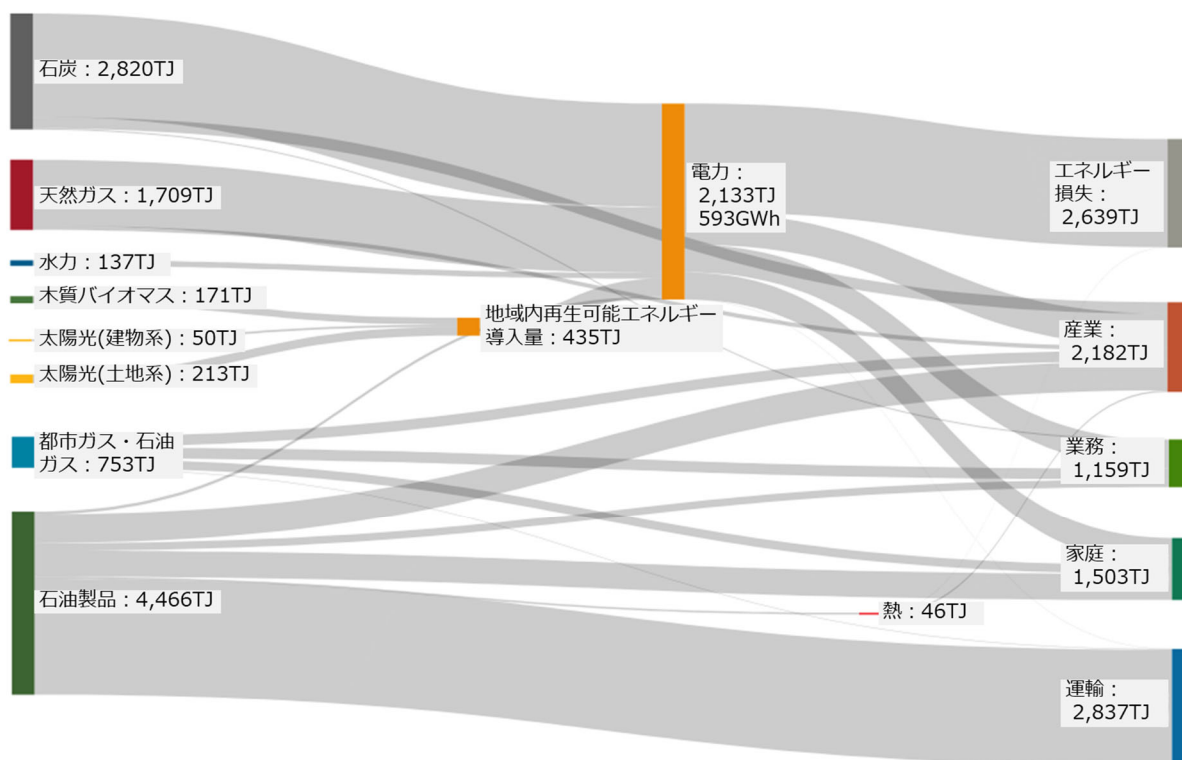 石炭：2,820TJ
天然ガス：1,709TJ
水力：137TJ
木質バイオマス：171TJ
太陽光(建物系)：50TJ
太陽光(土地系)：213TJ
都市ガス・石油
ガス：753TJ
石油製品：4,466TJ
電力：
2,133TJ
593GWh
地域内再生可能エネルギー
導入量：435TJ
熱：46TJ
エネルギー
損失：
2,639TJ
産業：
2,182TJ
業務：
1,159TJ
家庭：
1,503TJ
運輸：
2,837TJ